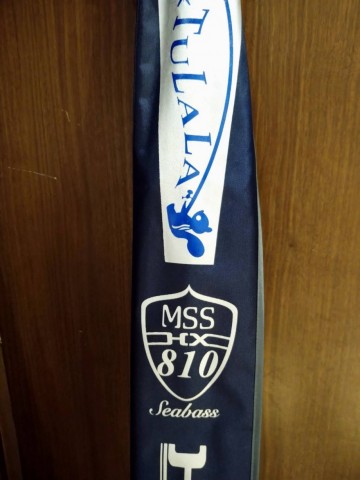 TULALA
MSS
HX
810
Seabass
H